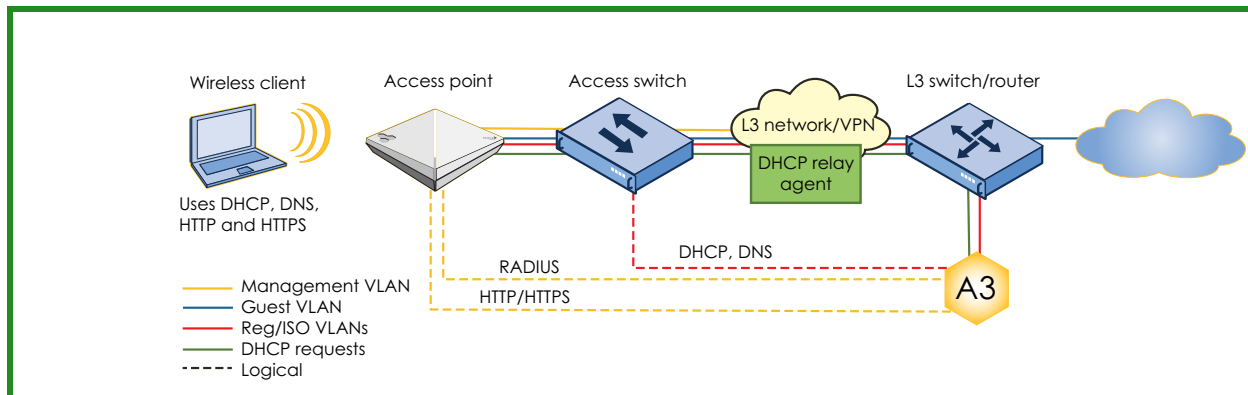 Wireless client
Access point
Access switch
L3 switch/router
L3 network/VPN
DHCP relay
agent
Uses DHCP, DNS,
HTTP and HTTPS
DHCP, DNS
RADIUS
HTTP/HTTPS
A3
Management VLAN
Guest VLAN
Reg/ISO VLANs
DHCP requests
Logical